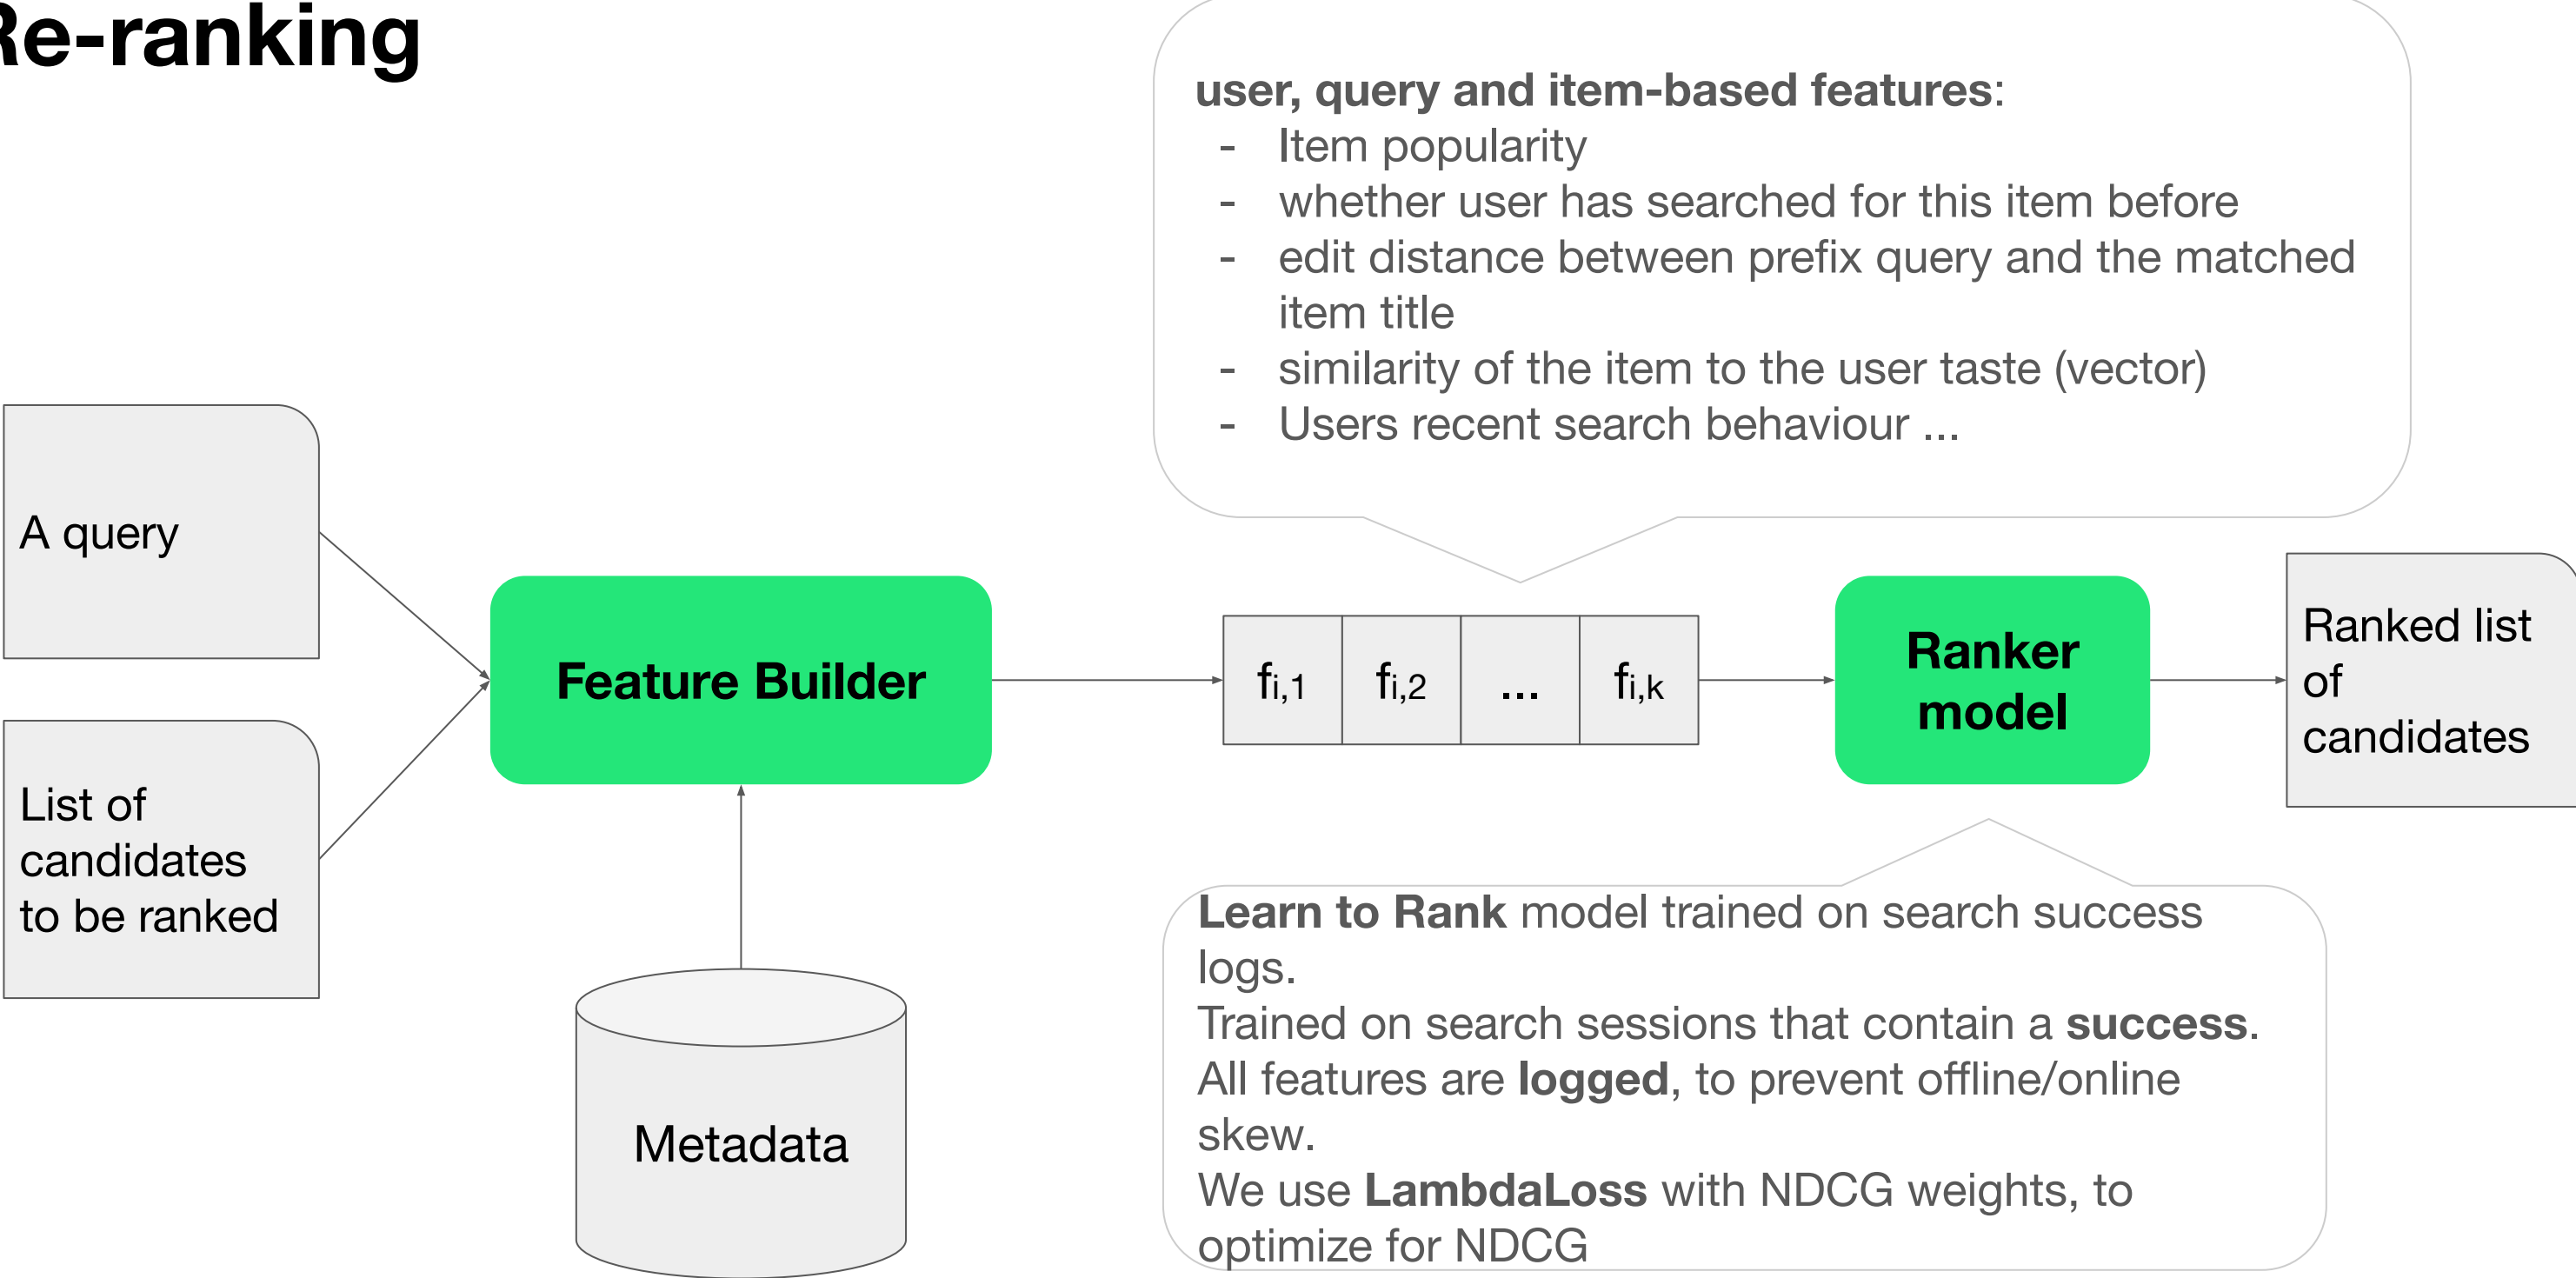 Re-ranking
user, query and item-based features:
- Item popularity
- whether user has searched for this item before
- edit distance between prefix query and the matched
item title
- similarity of the item to the user taste (vector)
- Users recent search behaviour ...
A query
List of
candidates
to be ranked
Feature Builder
Metadata
fi,1 fi,2 ... fi,k
Ranker
model
Ranked list
of
candidates
Learn to Rank model trained on search success
logs.
Trained on search sessions that contain a success.
All features are logged, to prevent offline/online
skew.
We use LambdaLoss with NDCG weights, to
optimize for NDCG